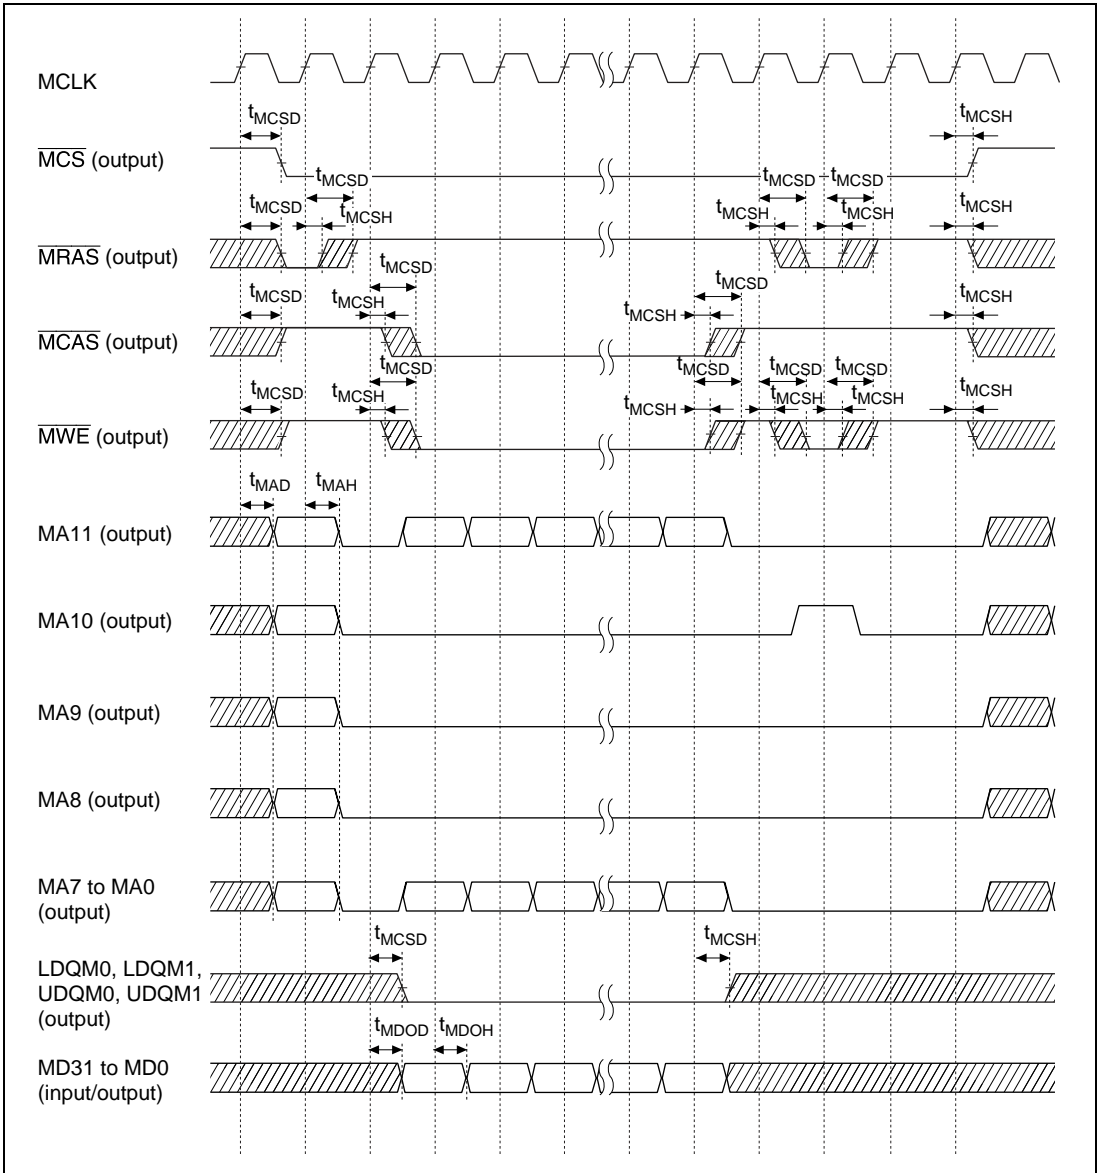 MCLK
tMCSD
tMCSH
MCS (output)
tMCSD tMCSD tMCSD
tMCSD tMCSH tMCSH tMCSH tMCSH
MRAS (output)
tMCSD tMCSD
tMCSD tMCSH tMCSH tMCSH
MCAS (output)
tMCSD tMCSD tMCSD tMCSD
tMCSD tMCSH tMCSH tMCSH tMCSH tMCSH
MWE (output)
tMAD tMAH
MA11 (output)
MA10 (output)
MA9 (output)
MA8 (output)
MA7 to MA0
(output)
tMCSD tMCSH
LDQM0, LDQM1,
UDQM0, UDQM1
(output)
tMDOD tMDOH
MD31 to MD0
(input/output)